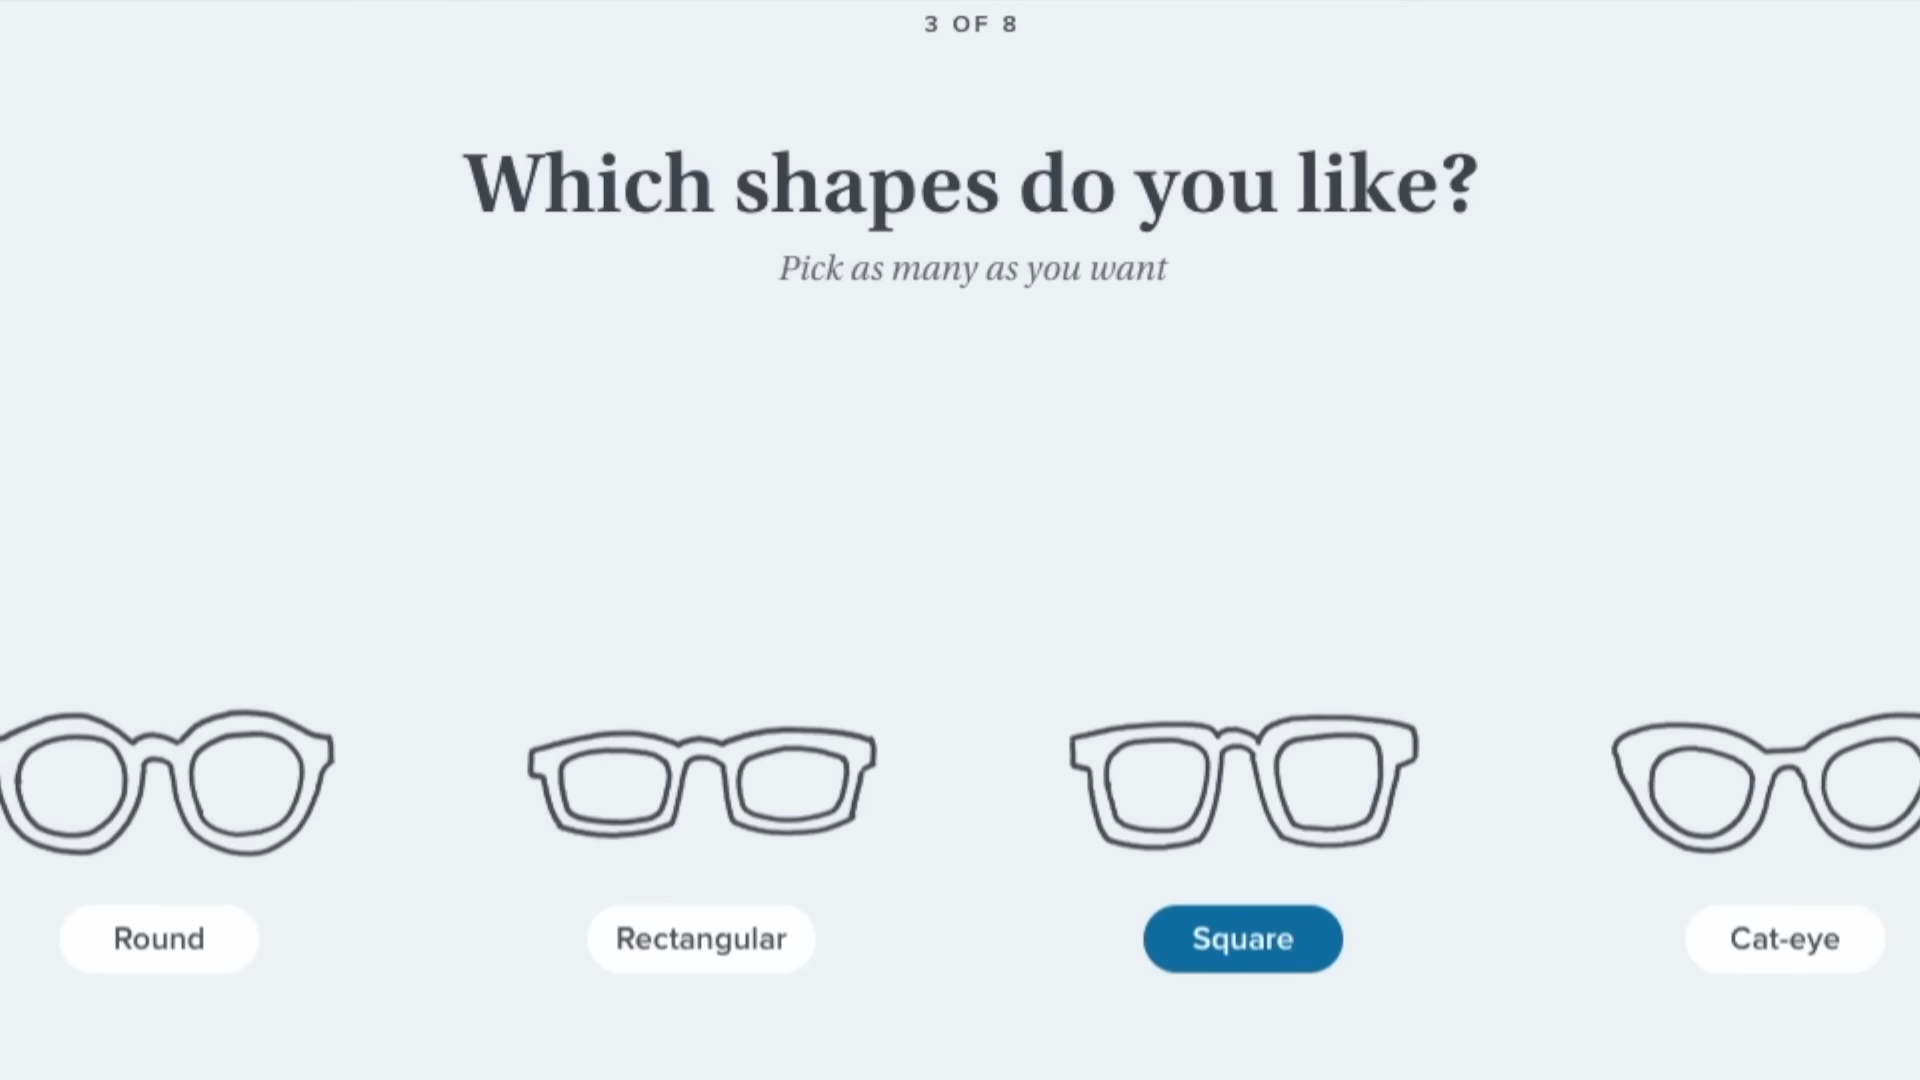 3 OF 8
Which shapes do you like?
Pick as many as you want
Round
Rectangular
Square
Cat-eye